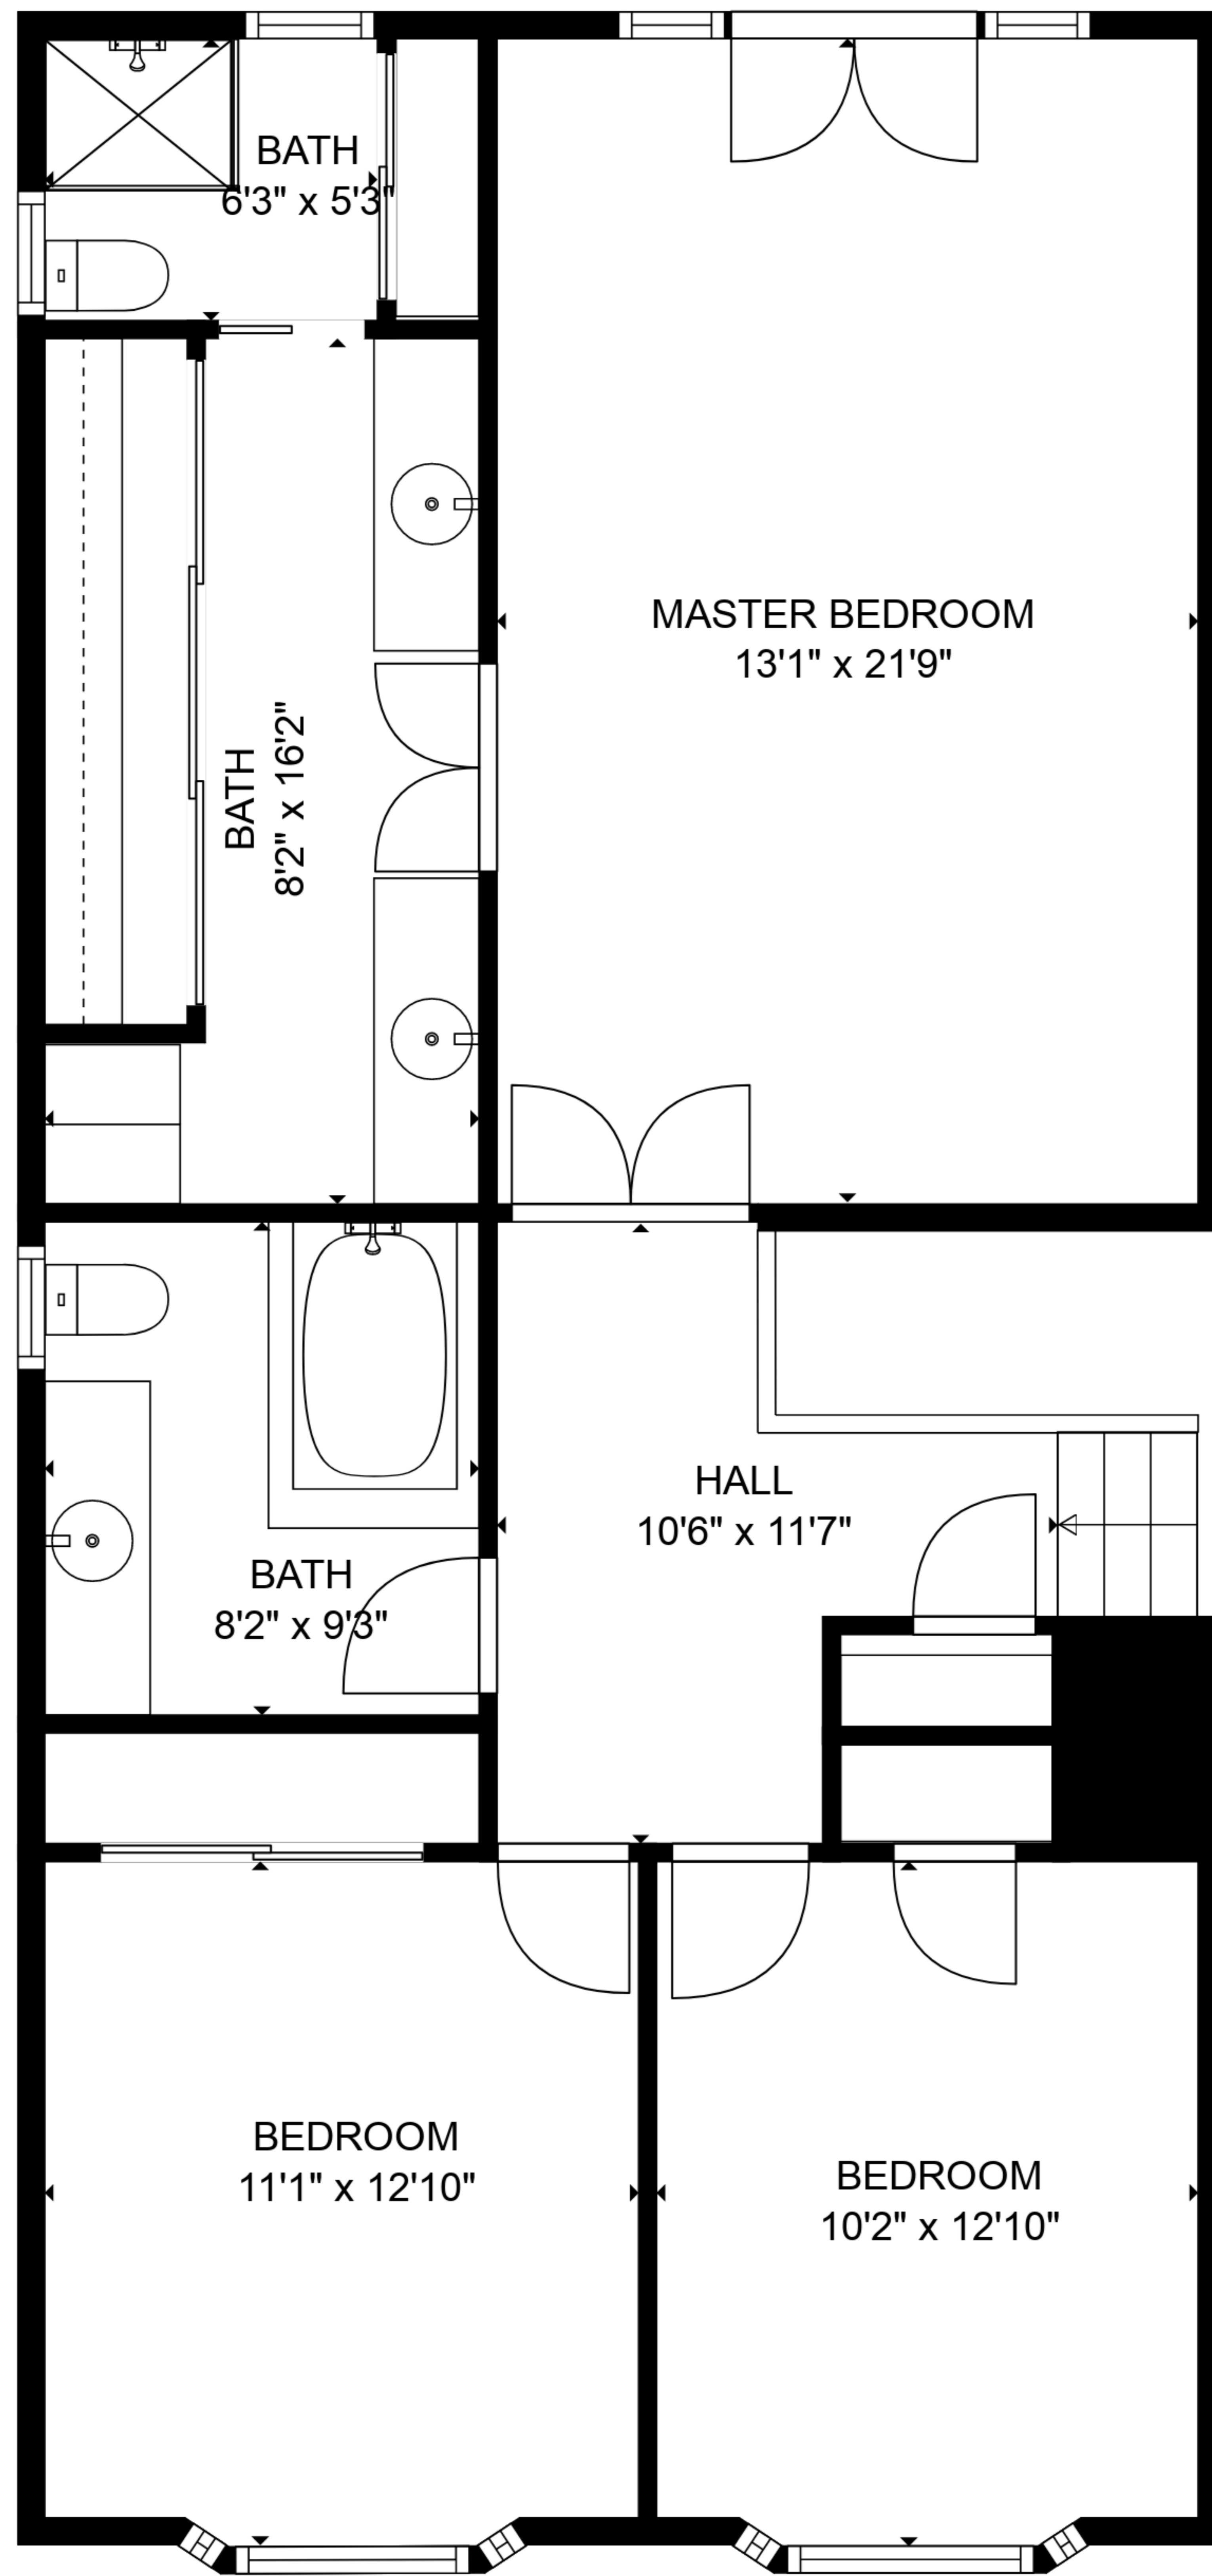 BATH
6'3" x 5'3"
MASTER BEDROOM
13'1" x 21'9"
BATH
8'2" x 16'2"
HALL
10'6" x 11'7"
BATH
8'2" x 9'3"
BEDROOM
11'1" x 12'10"
BEDROOM
10'2" x 12'10"